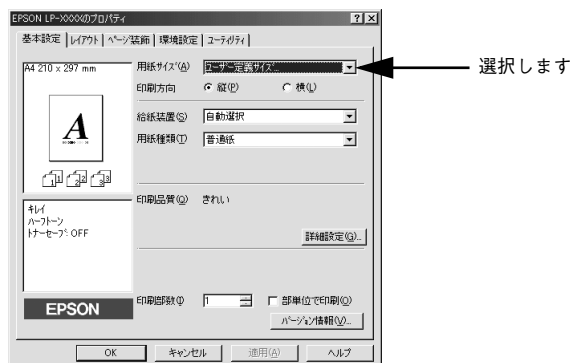 EPSON LP-XXXXのプロパティ
基本設定 レイアウト ページ装飾 環境設定 ユーティリティ
A4 210 x 297 mm
用紙サイズ(A) ユーザー定義サイズ...
選択します
印刷方向 縦(P) 横(L)
給紙装置(S) 自動選択
用紙種類(T) 普通紙
A
1 1 2 2 3 3
印刷品質(Q) きれい
キレイ
ハーフトーン
トナーセーブ: OFF
詳細設定(G)...
EPSON
印刷部数(I) 1 部単位で印刷(O)
バージョン情報(V)...
OK キャンセル 適用(A) ヘルプ